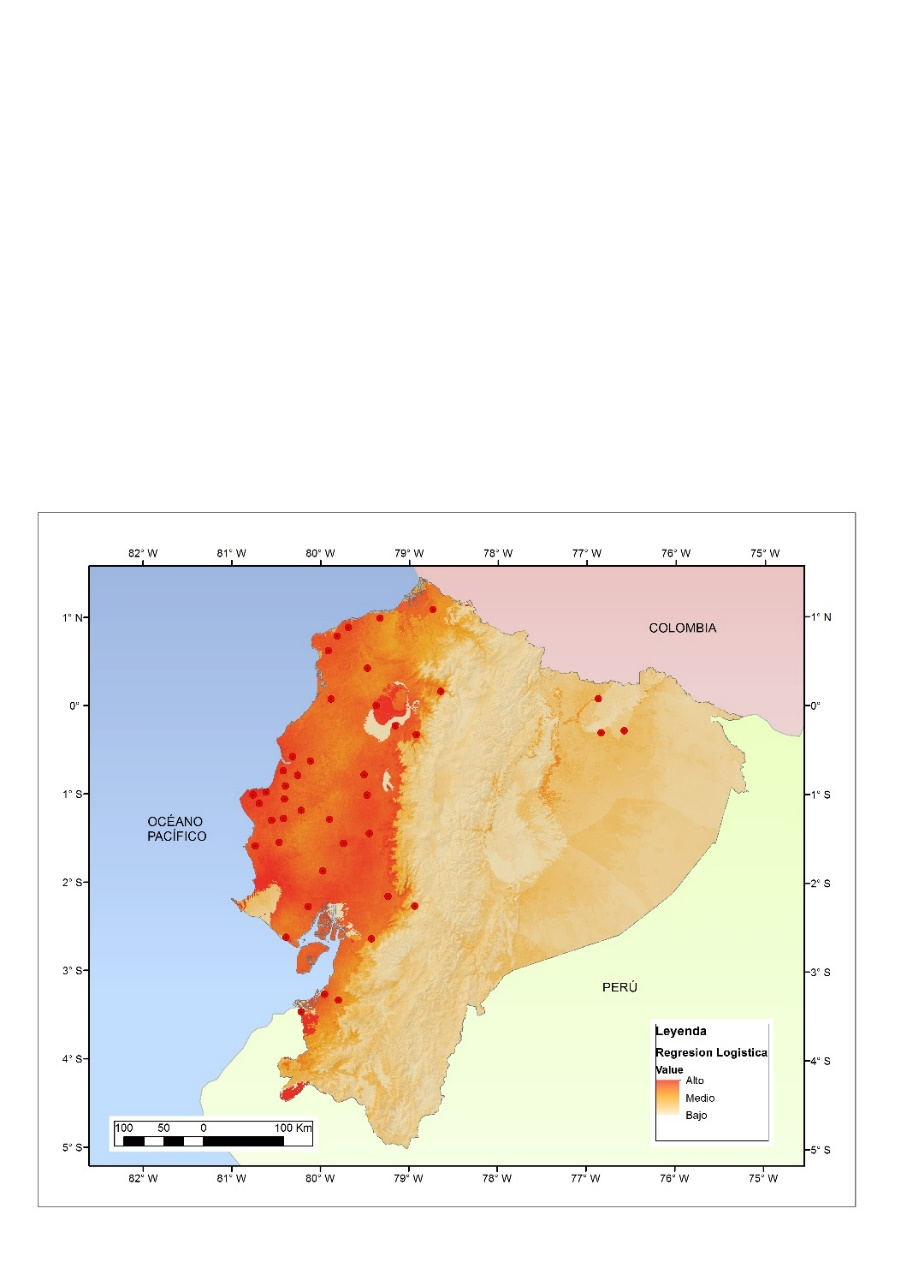 82° W 81° W 80° W 79° W 78° W 77° W 76° W 75° W
1° N 1° N
COLOMBIA
0° 0°
1° S 1° S
OCÉANO
PACÍFICO
2° S 2° S
3° S 3° S
PERÚ
Leyenda
Regresion Logistica
Value
Alto
Medio
Bajo
4° S 4° S
100 50 0 100 Km
5° S 5° S
82° W 81° W 80° W 79° W 78° W 77° W 76° W 75° W